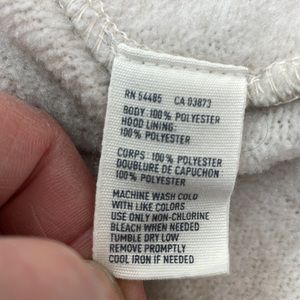 RN 54485 CA 03873
BODY: 100% POLYESTER
HOOD LINING:
100% POLYESTER
CORPS: 100% POLYESTER
DOUBLURE DE CAPUCHON
100% POLYESTER
MACHINE WASH COLD
WITH LIKE COLORS
USE ONLY NON-CHLORINE
BLEACH WHEN NEEDED
TUMBLE DRY LOW
REMOVE PROMPTLY
COOL IRON IF NEEDED